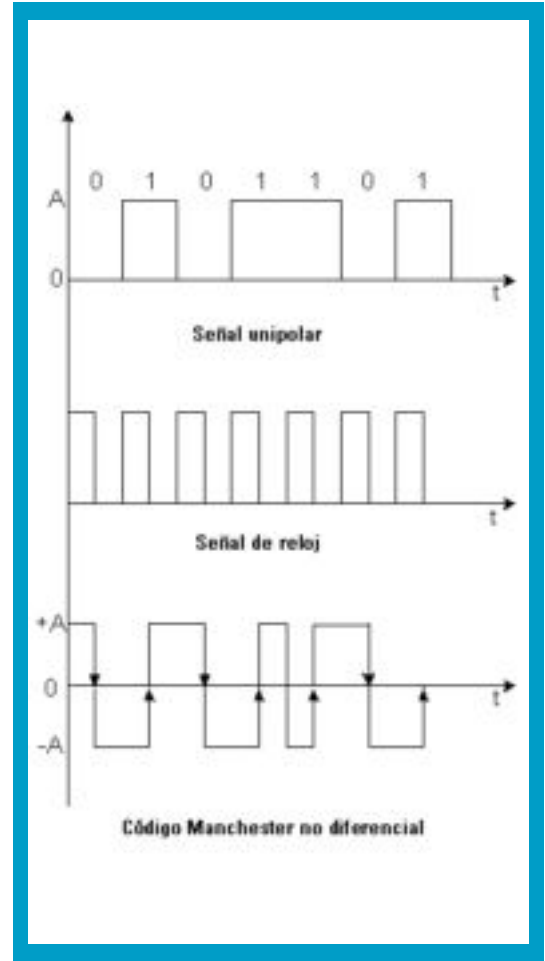 0 1 0 1 1 0 1
A
0
t
Señal unipolar
t
Señal de reloj
+A
0
t
-A
Código Manchester no diferencial